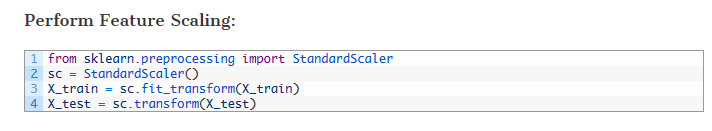 Perform Feature Scaling:
1 from sklearn.preprocessing import StandardScaler
2 sc = StandardScaler()
3 X_train = sc.fit_transform(X_train)
4 X_test = sc.transform(X_test)